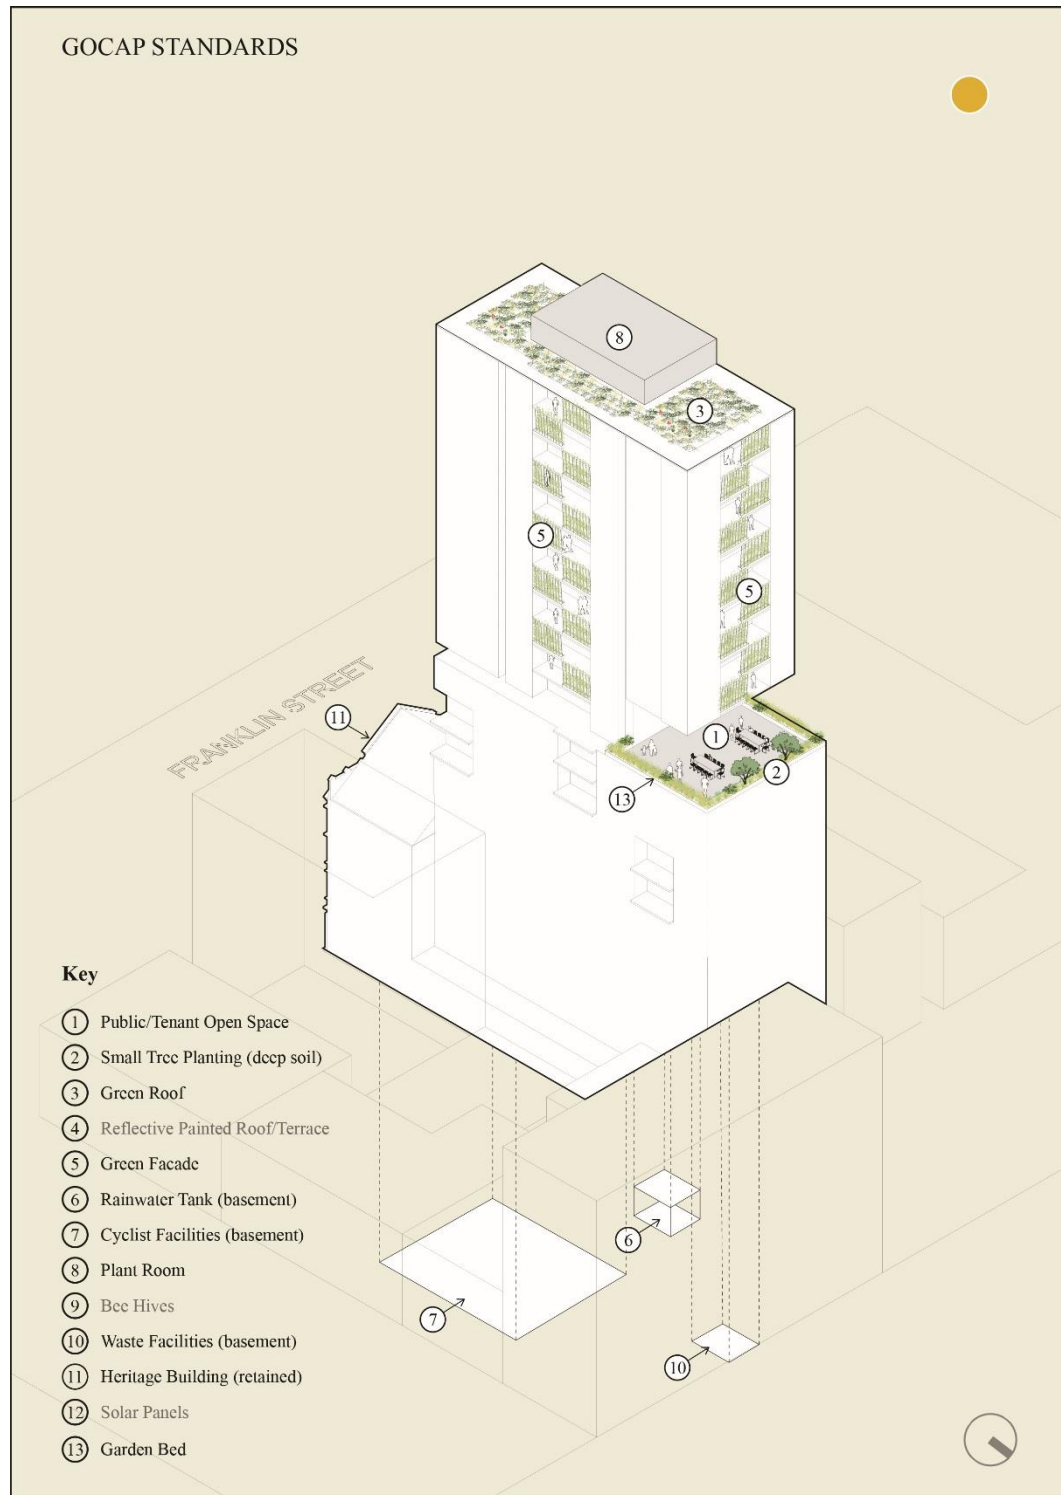 GOCAP STANDARDS
8
3
5
5
FRANKLIN STREET
11
1
2
13
6
7
10
Key
1 Public/Tenant Open Space
2 Small Tree Planting (deep soil)
3 Green Roof
4 Reflective Painted Roof/Terrace
5 Green Facade
6 Rainwater Tank (basement)
7 Cyclist Facilities (basement)
8 Plant Room
9 Bee Hives
10 Waste Facilities (basement)
11 Heritage Building (retained)
12 Solar Panels
13 Garden Bed